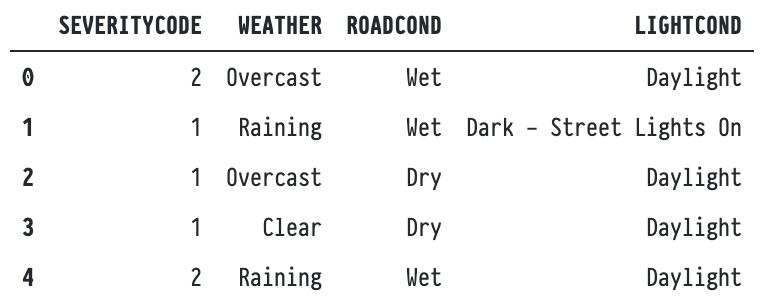 SEVERITYCODE WEATHER ROADCOND LIGHTCOND
0 2 Overcast Wet Daylight
1 1 Raining Wet Dark - Street Lights On
2 1 Overcast Dry Daylight
3 1 Clear Dry Daylight
4 2 Raining Wet Daylight